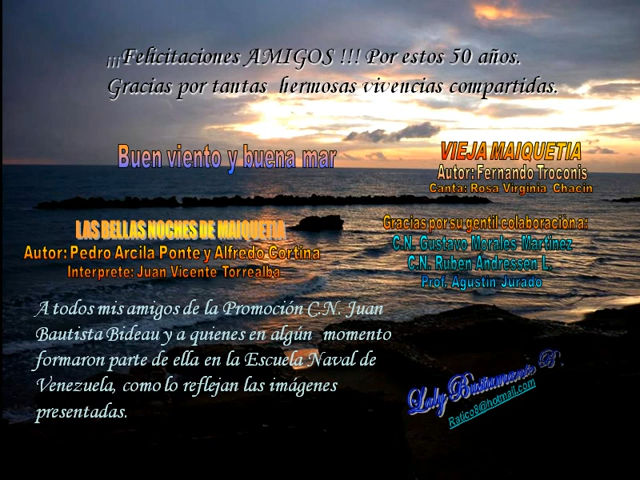 ¡¡¡Felicitaciones AMIGOS !!! Por estos 50 años.
Gracias por tantas hermosas vivencias compartidas.
Buen viento y buena mar
VIEJA MAIQUETIA
Autor: Fernando Troconis
Canta: Rosa Virginia Chacin
LAS BELLAS NOCHES DE MAIQUETIA
Autor: Pedro Arcila Ponte y Alfredo Cortina
Interprete: Juan Vicente Torrealba
Gracias por su gentil colaboración a:
C.N. Gustavo Morales Martínez
C.N. Ruben Andressen L.
Prof. Agustin Jurado
A todos mis amigos de la Promoción C.N. Juan
Bautista Bideau y a quienes en algún momento
formaron parte de ella en la Escuela Naval de
Venezuela, como lo reflejan las imágenes
presentadas.
Lady Bustamante B.
Ratico8@hotmail.com